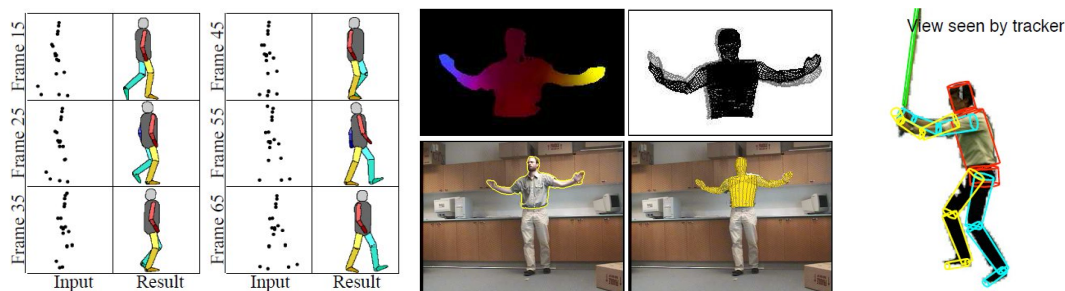 Frame 15
Frame 25
Frame 35
Input
Result
Frame 45
Frame 55
Frame 65
Input
Result
View seen by tracker